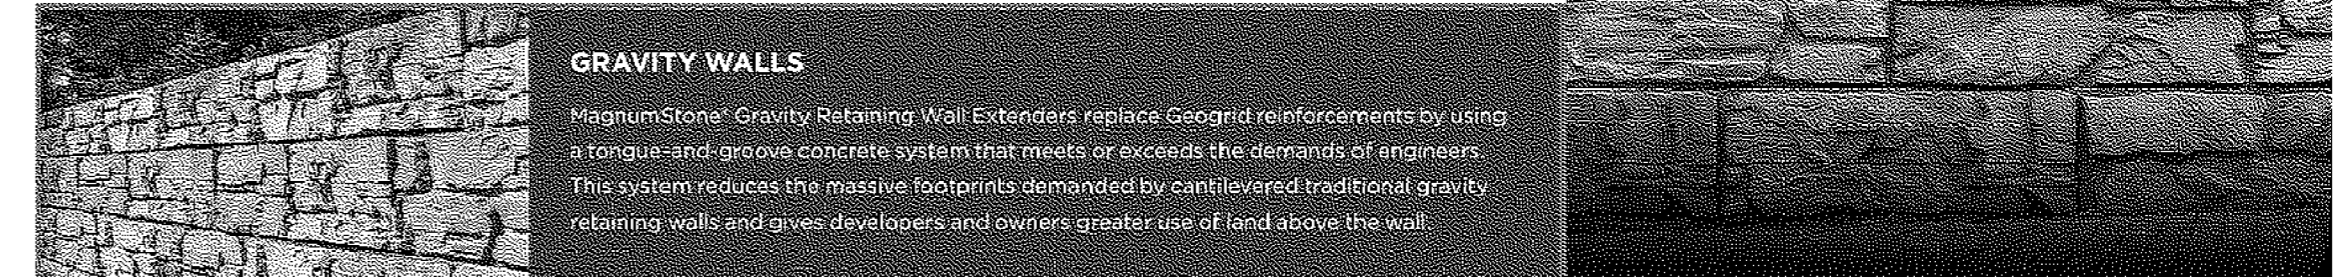 GRAVITY WALLS
MagnumStone® Gravity Retaining Wall Extenders replace Geogrid reinforcements by using
a tongue-and-groove concrete system that meets or exceeds the demands of engineers.
This system reduces the massive footprints demanded by cantilevered traditional gravity
retaining walls and gives developers and owners greater use of land above the wall.